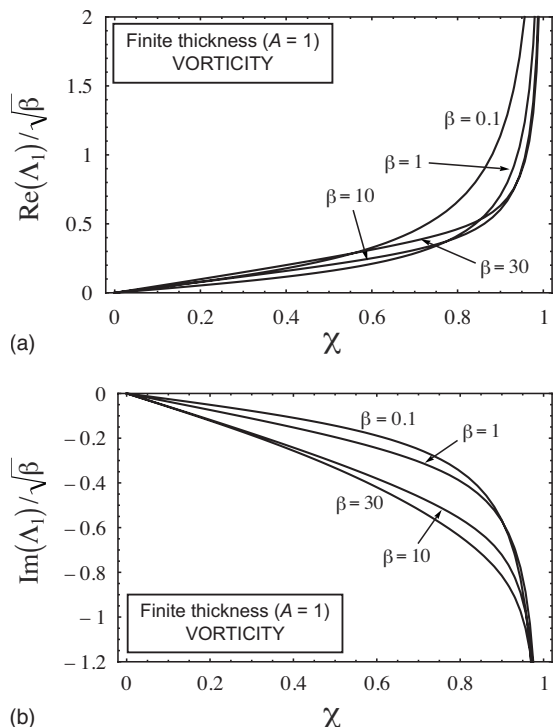 2
1.5
1
0.5
0
Re(Λ₁)/√β
Finite thickness (A = 1)
VORTICITY
β = 0.1
β = 1
β = 10
β = 30
0 0.2 0.4 0.6 0.8 1
(a)
χ
0
− 0.2
− 0.4
− 0.6
− 0.8
− 1
− 1.2
Im(Λ₁)/√β
β = 0.1
β = 1
β = 30
β = 10
Finite thickness (A = 1)
VORTICITY
0 0.2 0.4 0.6 0.8 1
(b)
χ